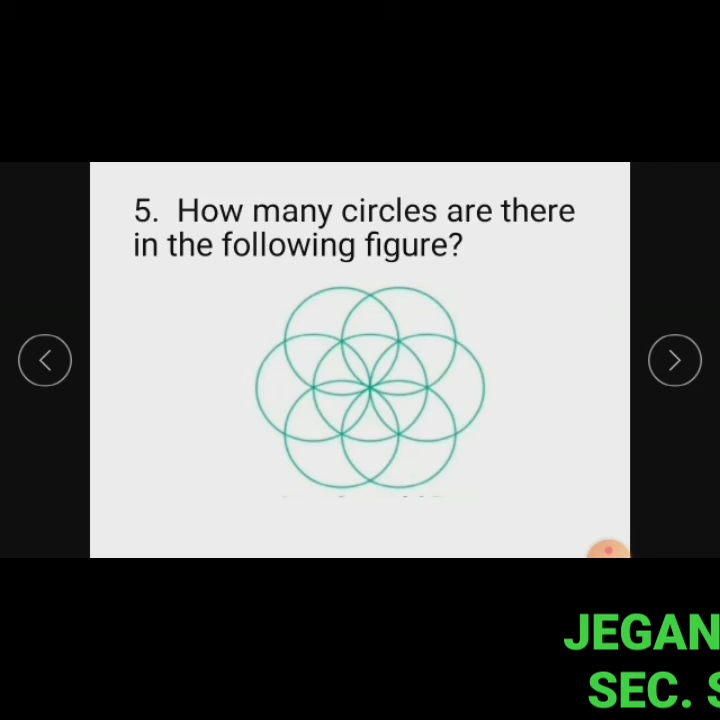 5. How many circles are there
in the following figure?
JEGAN
SEC. S